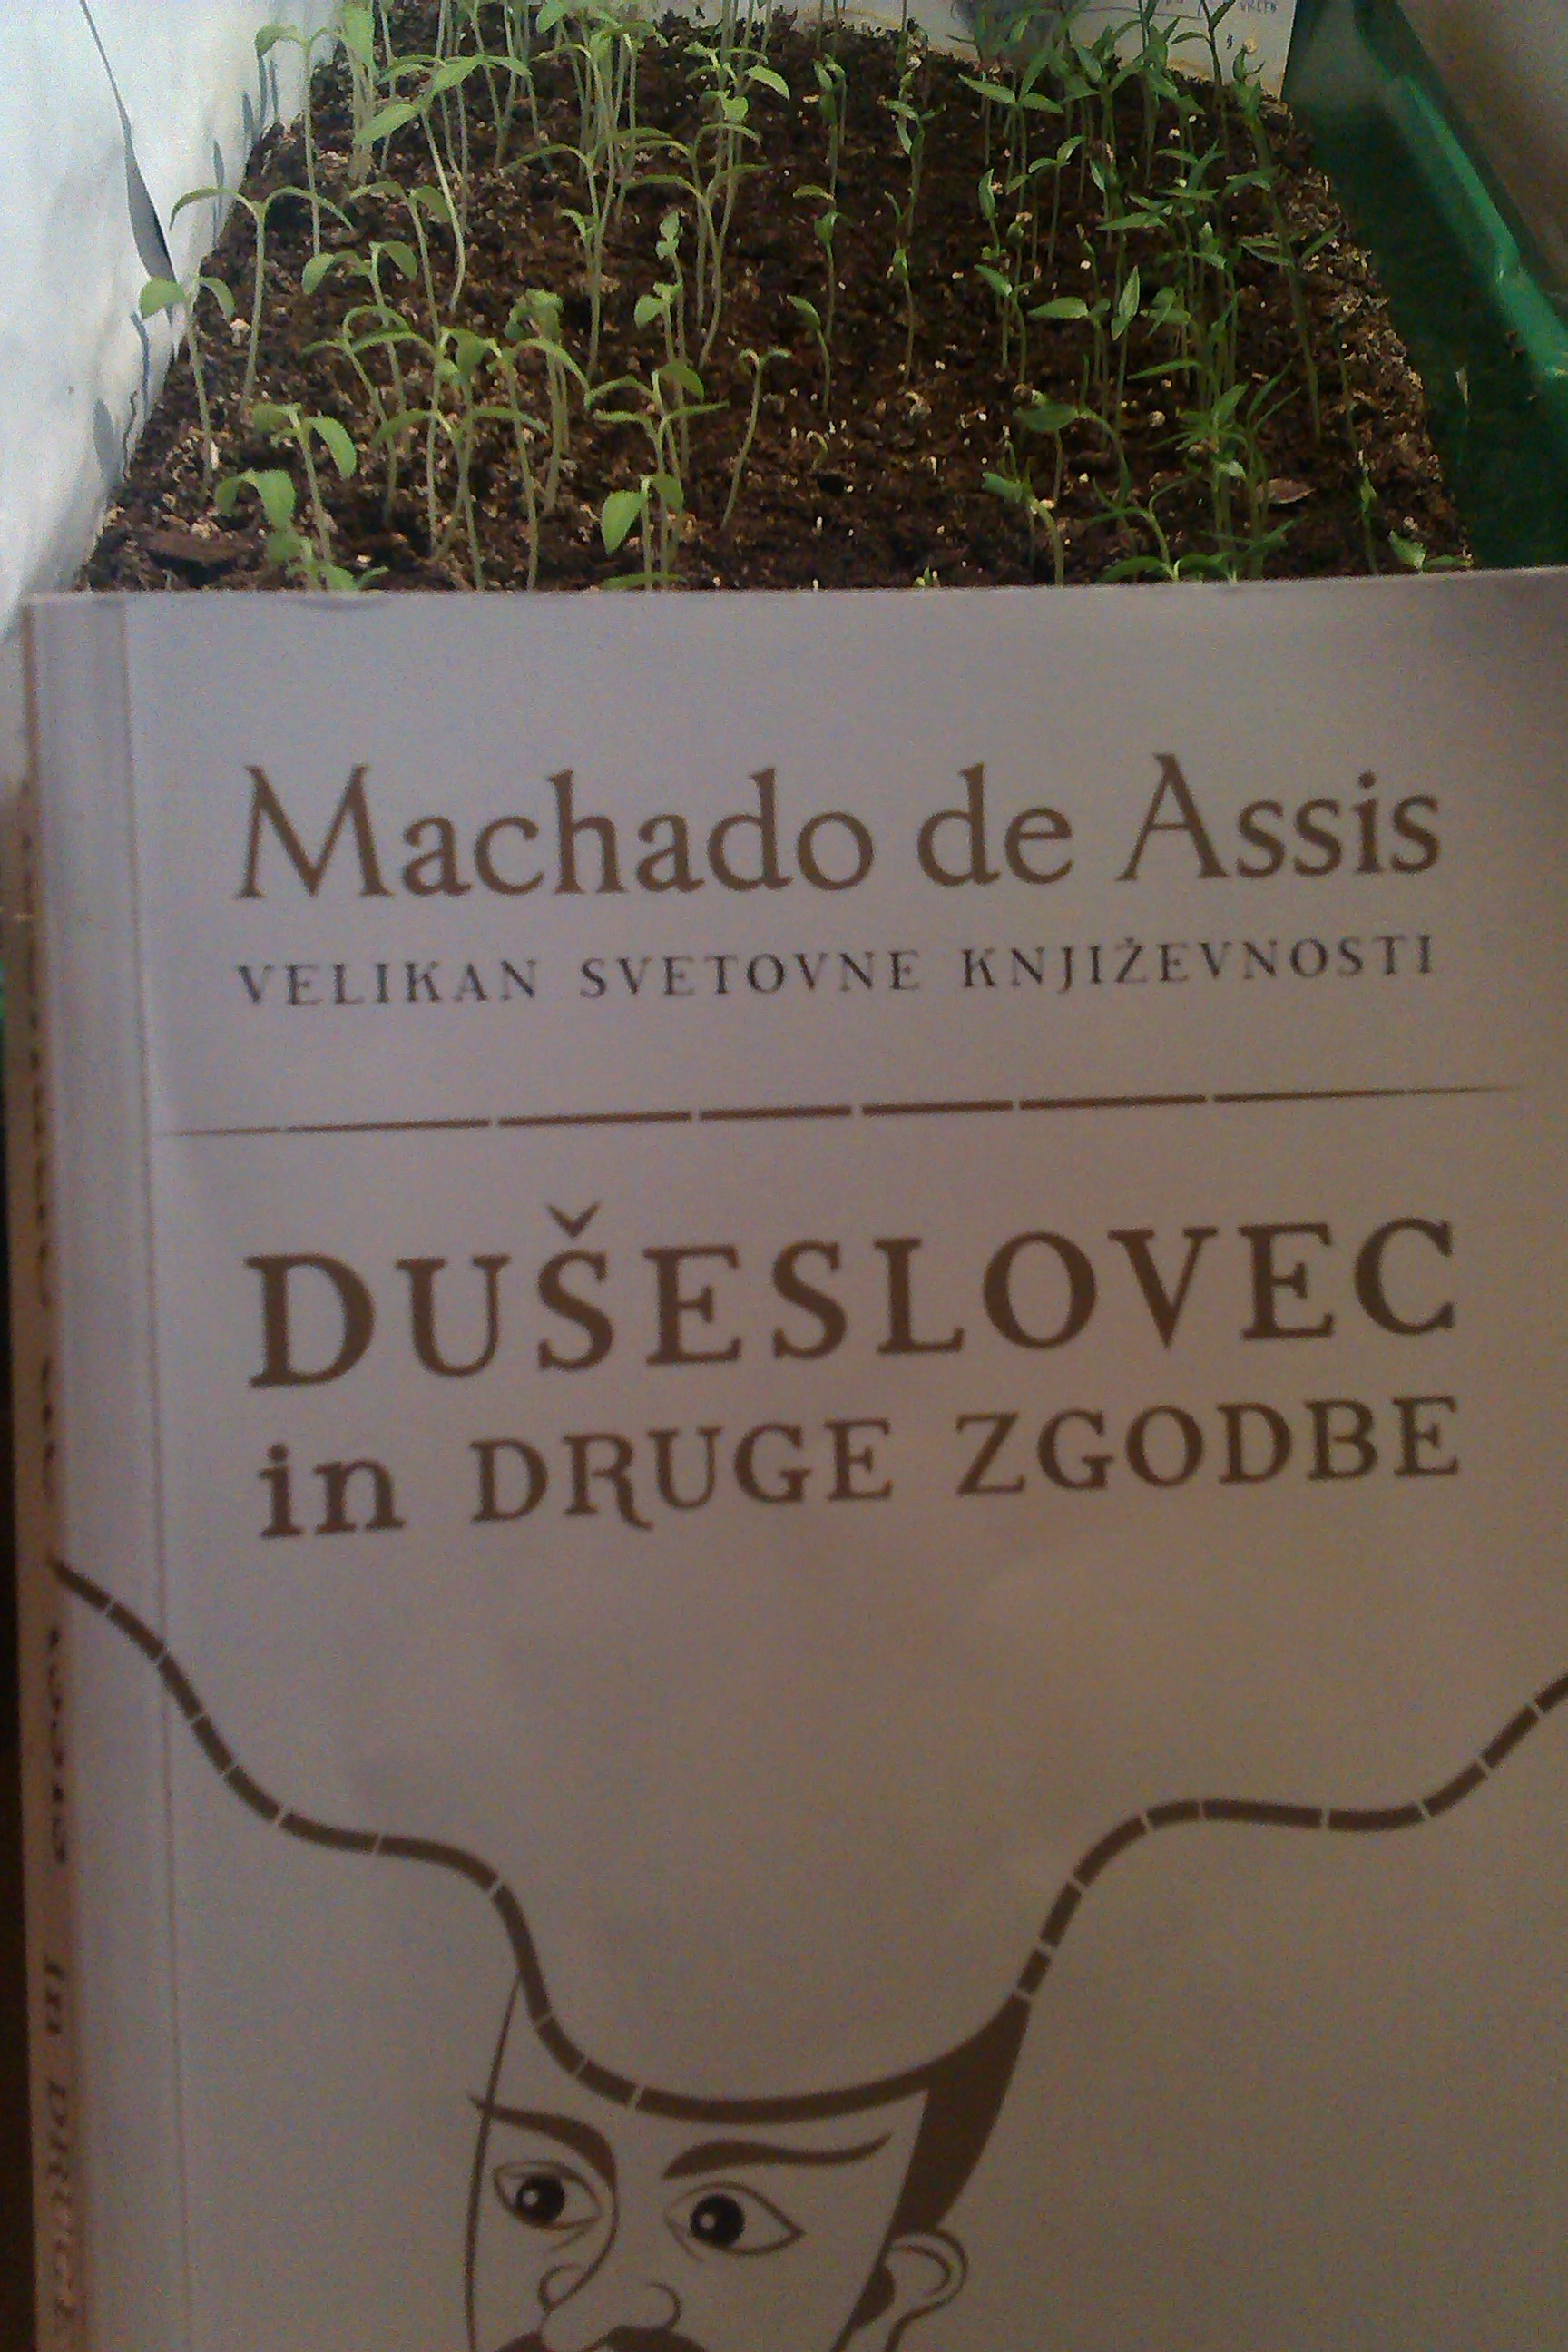 Machado de Assis
VELIKAN SVETOVNE KNJIŽEVNOSTI
DUŠESLOVEC
in DRUGE ZGODBE